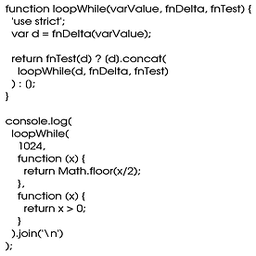 function loopWhile(varValue, fnDelta, fnTest) {
'use strict';
var d = fnDelta(varValue);
return fnTest(d) ? [d].concat(
loopWhile(d, fnDelta, fnTest)
) : [];
}
console.log(
loopWhile(
1024,
function (x) {
return Math.floor(x/2);
},
function (x) {
return x > 0;
}
).join('\n')
);